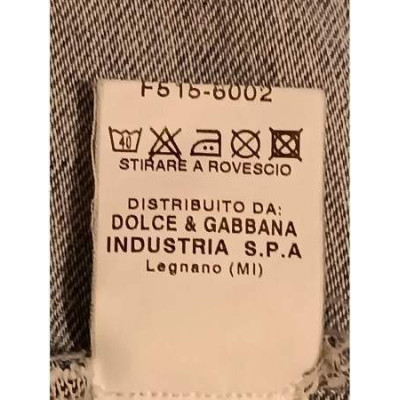 F515-6002
40
STIRARE A ROVESCIO
DISTRIBUITO DA:
DOLCE & GABBANA
INDUSTRIA S.P.A
Legnano (MI)